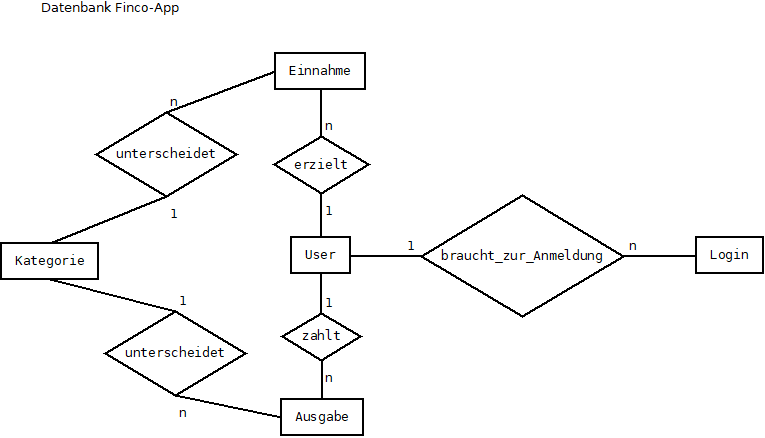 Datenbank Finco-App
Einnahme
n
n
unterscheidet
erzielt
1
1
Kategorie
User
1
braucht_zur_Anmeldung
n
Login
1
1
zahlt
unterscheidet
n
n
Ausgabe